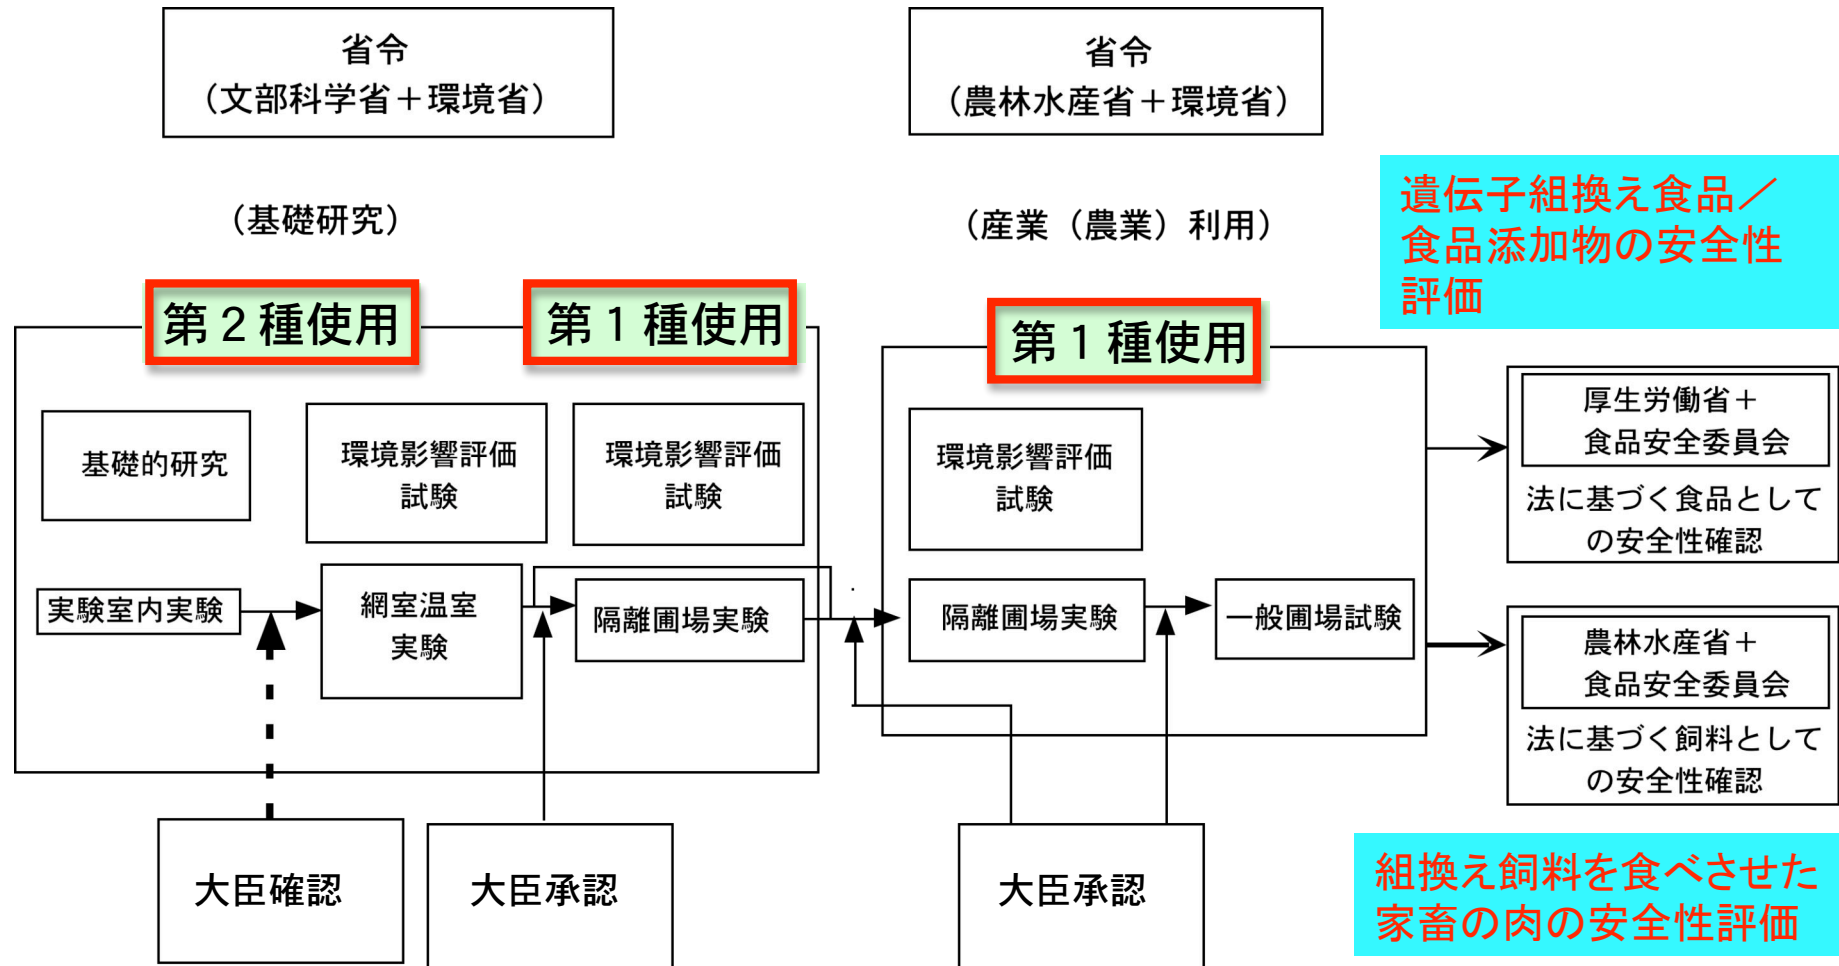 省令
（文部科学省＋環境省）
省令
（農林水産省＋環境省）
（基礎研究）
（産業（農業）利用）
遺伝子組換え食品／
食品添加物の安全性
評価
第２種使用
第１種使用
第１種使用
基礎的研究
環境影響評価
試験
環境影響評価
試験
環境影響評価
試験
厚生労働省＋
食品安全委員会
法に基づく食品として
の安全性確認
実験室内実験
網室温室
実験
隔離圃場実験
隔離圃場実験
一般圃場試験
農林水産省＋
食品安全委員会
法に基づく飼料として
の安全性確認
大臣確認
大臣承認
大臣承認
組換え飼料を食べさせた
家畜の肉の安全性評価